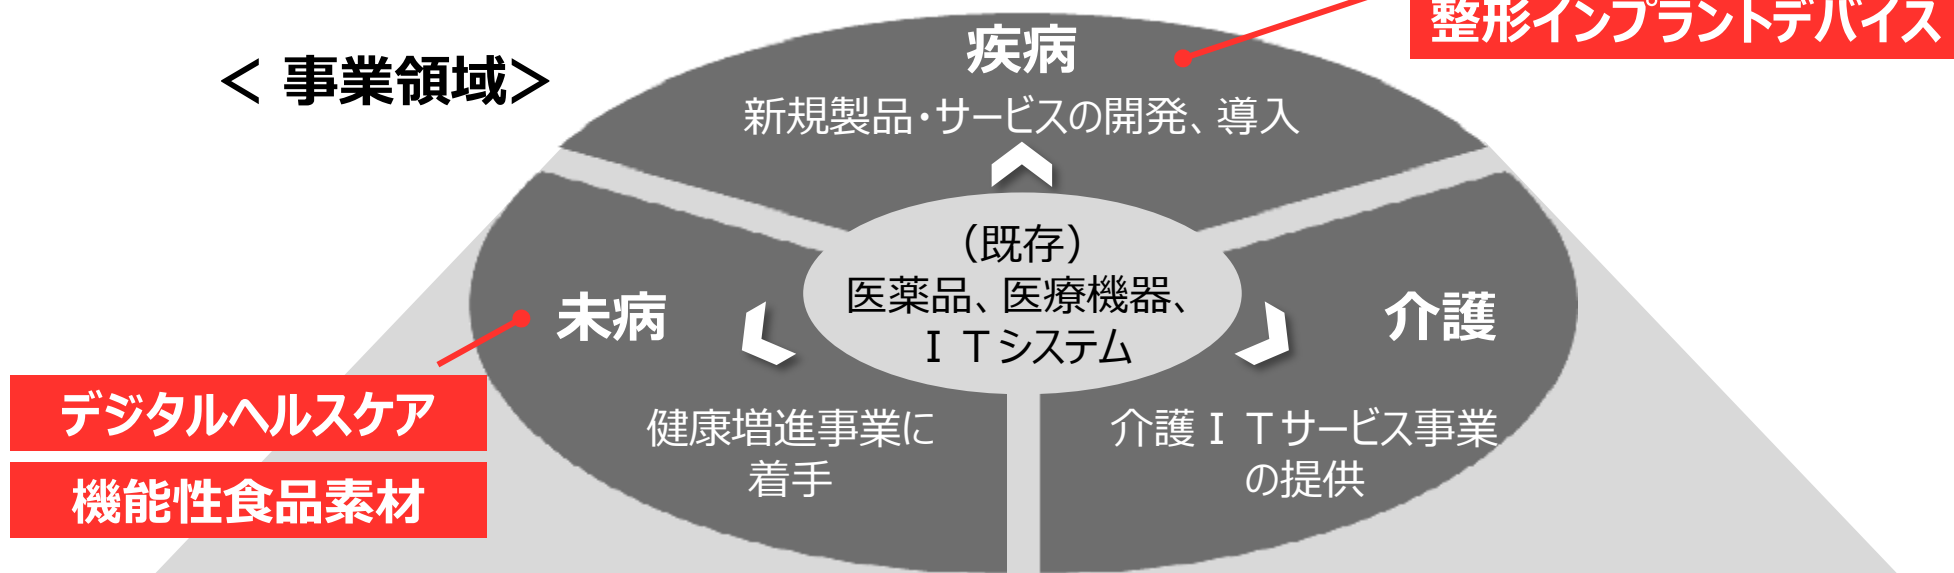 整形インプラントデバイス
＜ 事業領域＞
疾病
新規製品・サービスの開発、導入
（既存）
医薬品、医療機器、
ＩＴシステム
未病
介護
デジタルヘルスケア
機能性食品素材
健康増進事業に
着手
介護ＩＴサービス事業
の提供